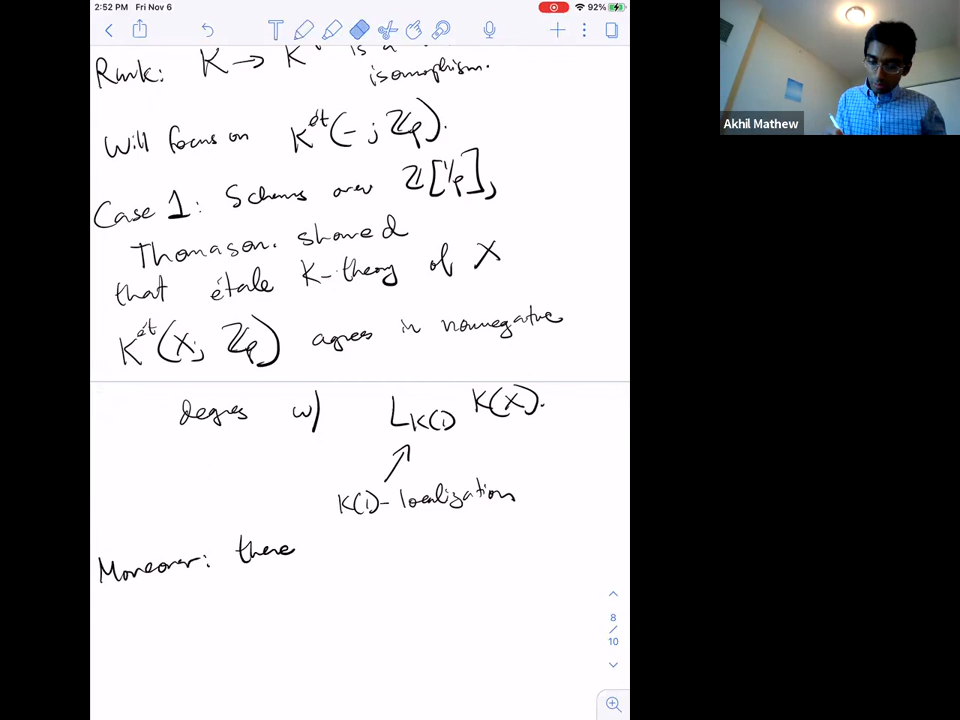 2:52 PM Fri Nov 6
92%
Rmk: K → K is a
isomorphism.
Will focus on K^ét(-; ℤ_p).
Case 1: Schemes over ℤ[1/p],
Thomason. showed
that étale K-theory of X
K^ét(X; ℤ_p) agrees in nonnegative
degrees w/ L_K(1) K(X).
K(1)-localization
Moreover: there
8
/
10
Akhil Mathew